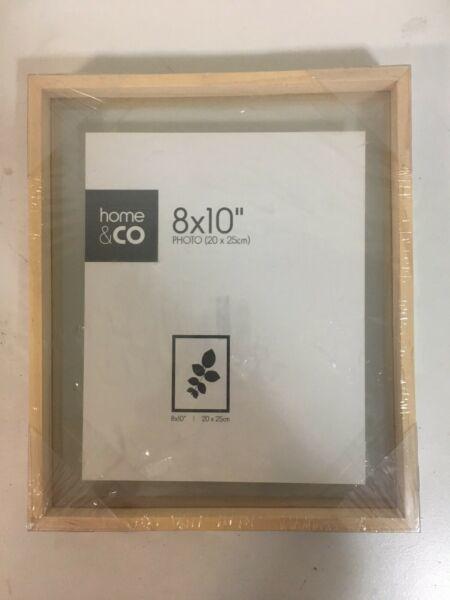 home
&CO
8x10"
PHOTO (20 x 25cm)
8x10" | 20 x 25cm